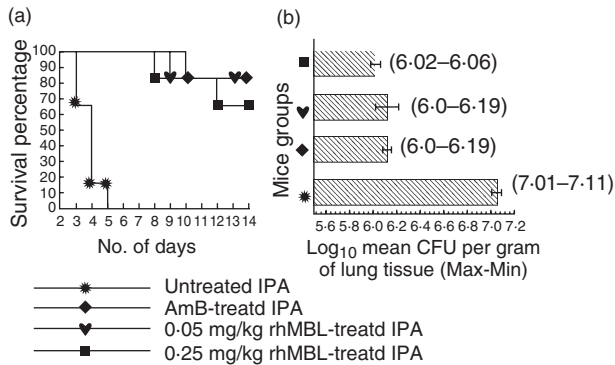 (a)
Survival percentage
100
90
80
70
60
50
40
30
20
10
0
2 3 4 5 6 7 8 9 10 11 12 13 14
No. of days
(b)
Mice groups
(6·02–6·06)
(6·0–6·19)
(6·0–6·19)
(7·01–7·11)
5·6 5·8 6·0 6·2 6·4 6·6 6·8 7·0 7·2
Log10 mean CFU per gram
of lung tissue (Max-Min)
Untreated IPA
AmB-treatd IPA
0·05 mg/kg rhMBL-treatd IPA
0·25 mg/kg rhMBL-treatd IPA